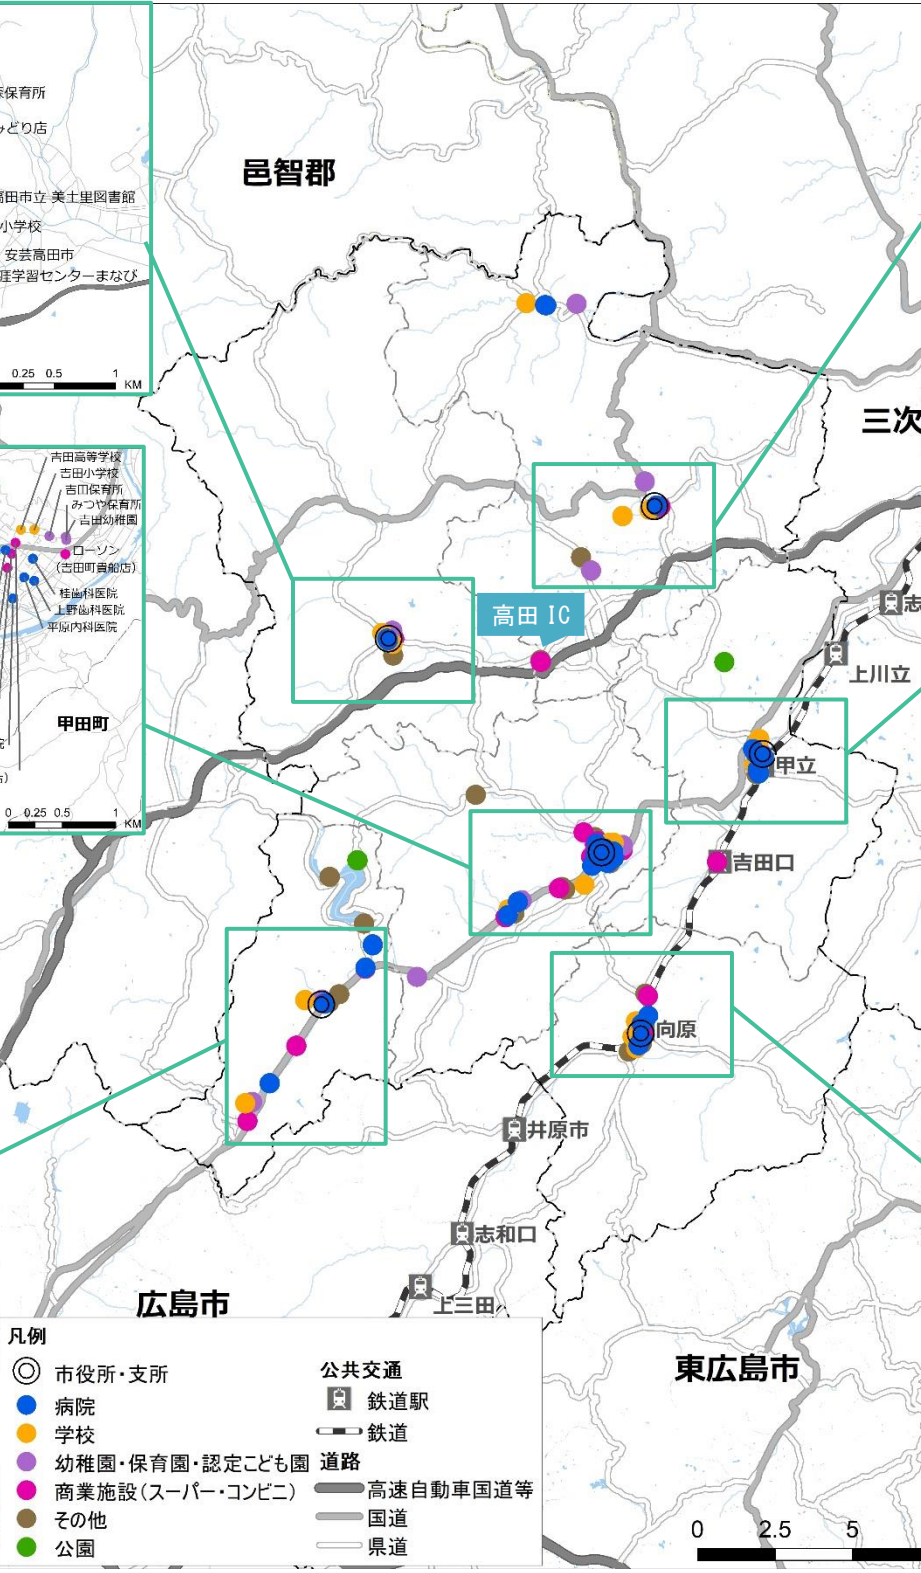 保育所
みどり店
高田市立 美土里図書館
小学校
安芸高田市
涯学習センターまなび
0.25 0.5 1
KM
邑智郡
三次
吉田高等学校
吉田小学校
吉田保育所
みつや保育所
吉田幼稚園
ローソン
(吉田町貴船店)
桂歯科医院
上野歯科医院
平原内科医院
甲田町
0 0.25 0.5 1
KM
高田 IC
志
上川立
甲立
吉田口
向原
井原市
志和口
上三田
広島市
東広島市
凡例
市役所・支所
病院
学校
幼稚園・保育園・認定こども園
商業施設(スーパー・コンビニ)
その他
公園
公共交通
鉄道駅
鉄道
道路
高速自動車国道等
国道
県道
0 2.5 5